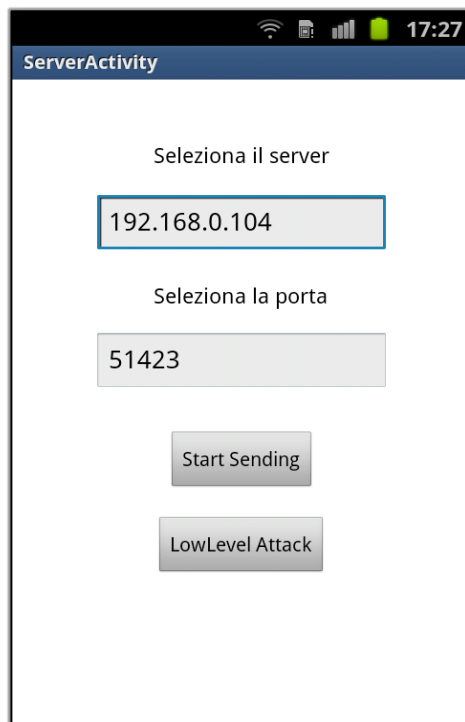 17:27
ServerActivity
Seleziona il server
192.168.0.104
Seleziona la porta
51423
Start Sending
LowLevel Attack